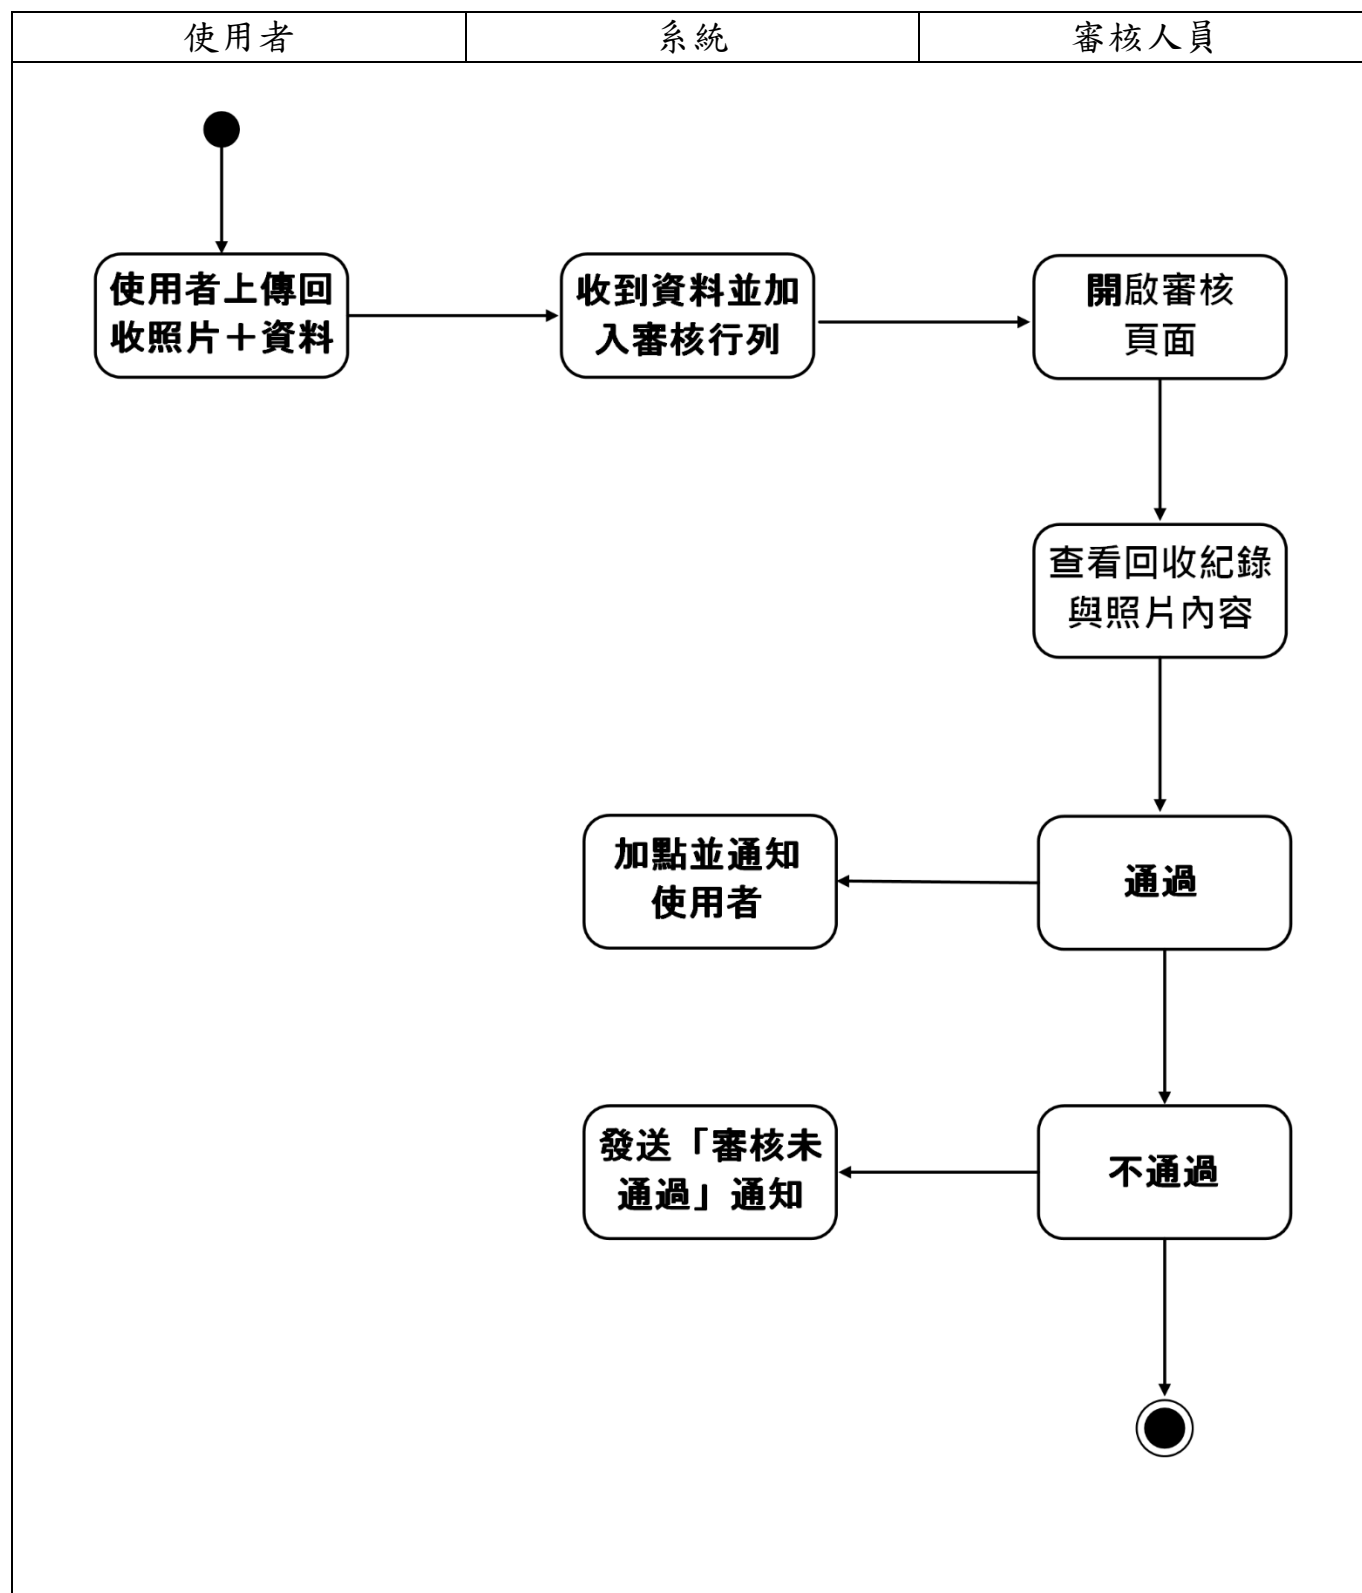 使用者
系統
審核人員
使用者上傳回
收照片＋資料
收到資料並加
入審核行列
開啟審核
頁面
查看回收紀錄
與照片內容
加點並通知
使用者
通過
發送「審核未
通過」通知
不通過